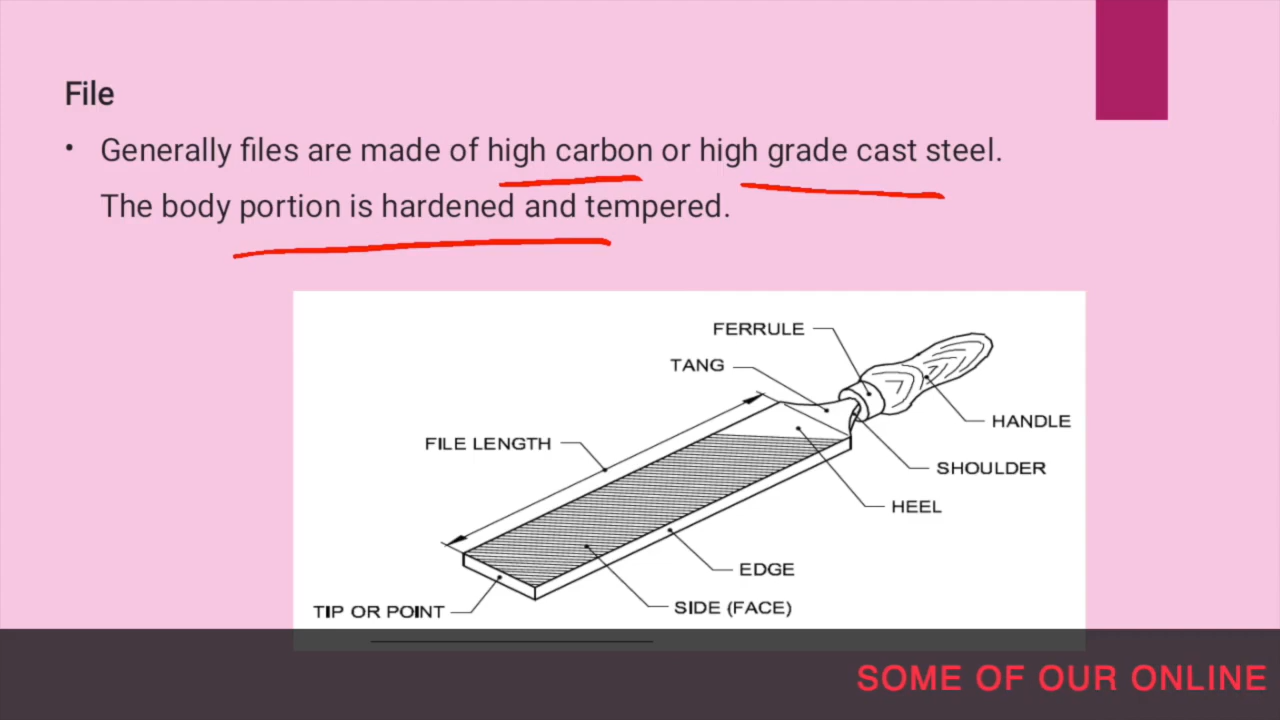 File
• Generally files are made of high carbon or high grade cast steel.
The body portion is hardened and tempered.
FERRULE
TANG
HANDLE
FILE LENGTH
SHOULDER
HEEL
EDGE
SIDE (FACE)
TIP OR POINT
SOME OF OUR ONLINE